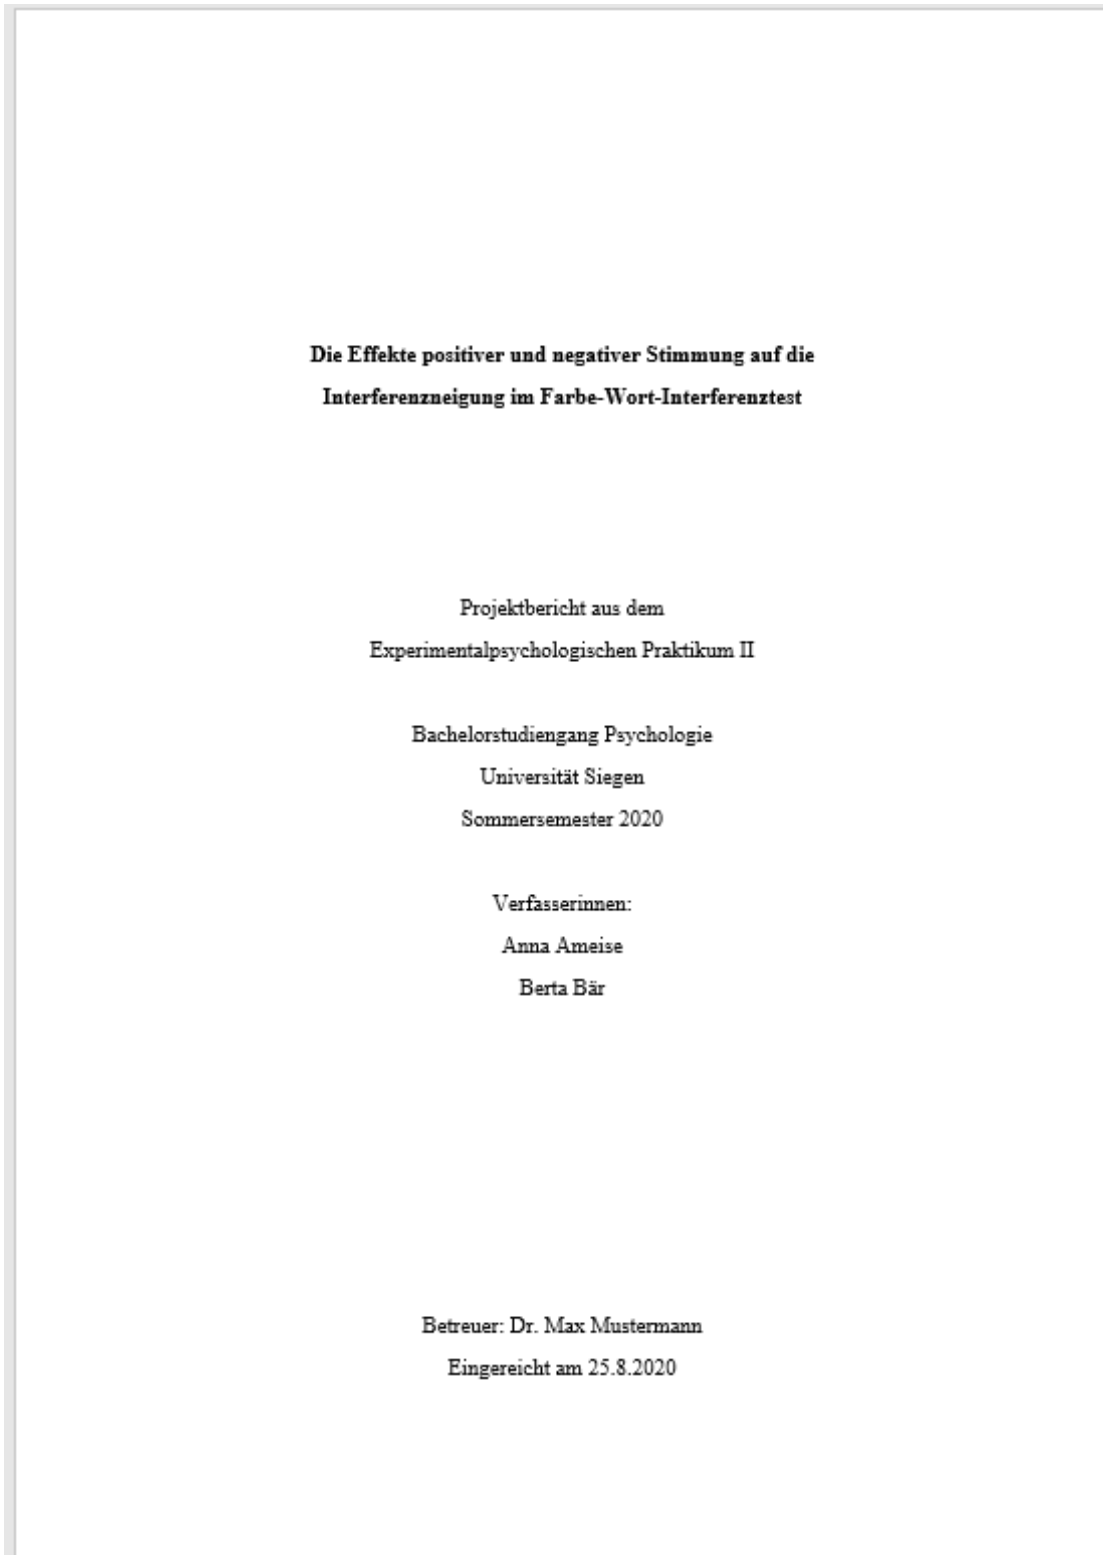 Die Effekte positiver und negativer Stimmung auf die
Interferenzneigung im Farbe-Wort-Interferenztest
Projektbericht aus dem
Experimentalpsychologischen Praktikum II
Bachelorstudiengang Psychologie
Universität Siegen
Sommersemester 2020
Verfasserinnen:
Anna Ameise
Berta Bär
Betreuer: Dr. Max Mustermann
Eingereicht am 25.8.2020